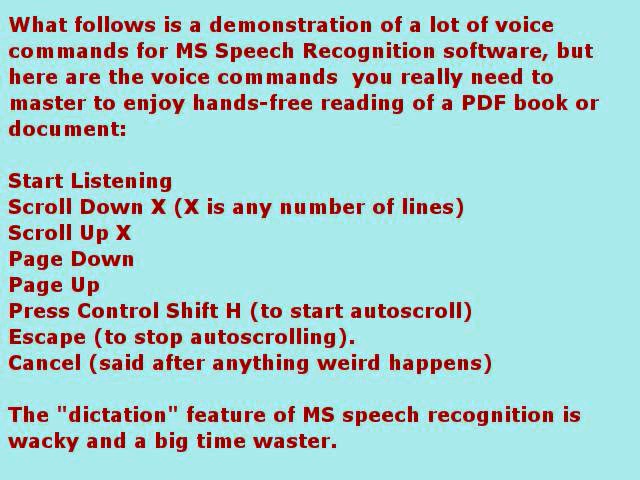 What follows is a demonstration of a lot of voice
commands for MS Speech Recognition software, but
here are the voice commands  you really need to
master to enjoy hands-free reading of a PDF book or
document:
Start Listening
Scroll Down X (X is any number of lines)
Scroll Up X
Page Down
Page Up
Press Control Shift H (to start autoscroll)
Escape (to stop autoscrolling).
Cancel (said after anything weird happens)
The "dictation" feature of MS speech recognition is
wacky and a big time waster.